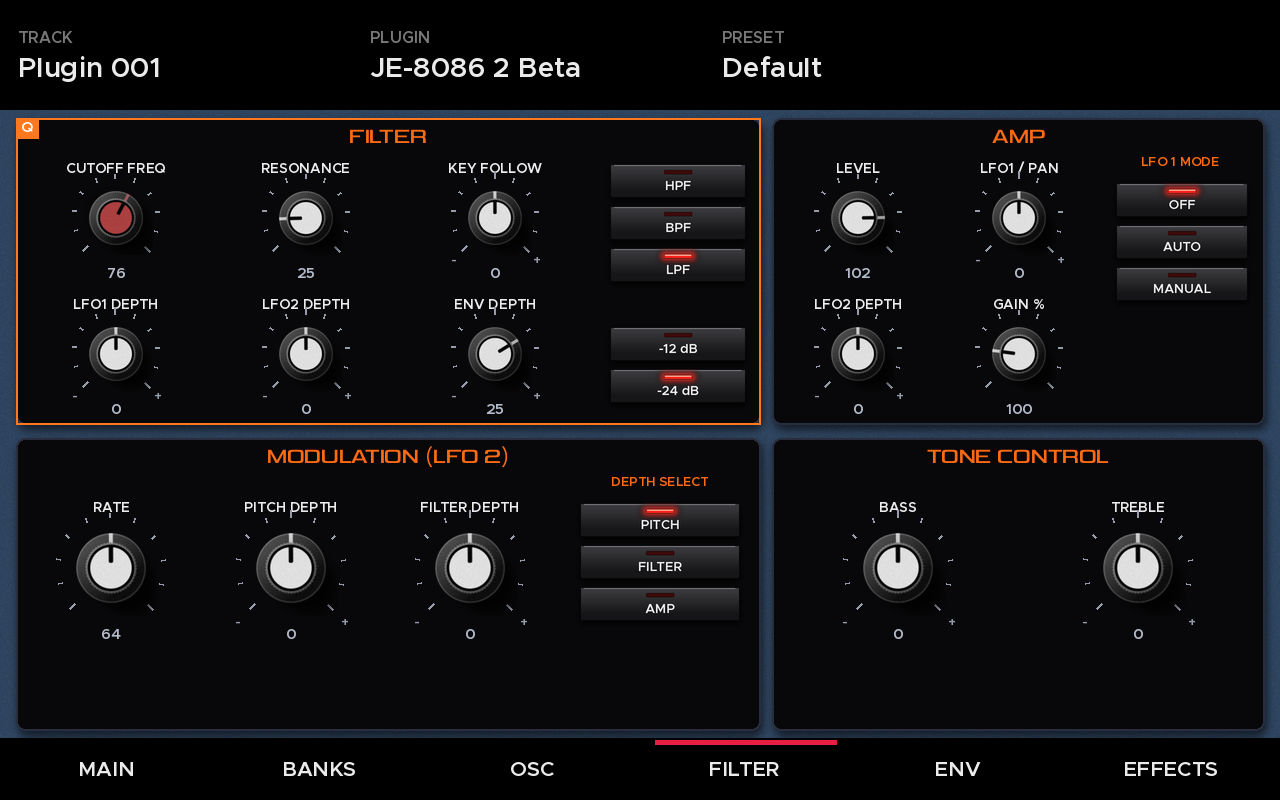 TRACK
Plugin 001
PLUGIN
JE-8086 2 Beta
PRESET
Default
Q
FILTER
CUTOFF FREQ
RESONANCE
KEY FOLLOW
76
25
- 0 +
HPF
BPF
LPF
LFO1 DEPTH
LFO2 DEPTH
ENV DEPTH
- 0 +
- 0 +
- 25 +
-12 dB
-24 dB
AMP
LEVEL
LFO1 / PAN
102
- 0 +
LFO 1 MODE
OFF
AUTO
MANUAL
LFO2 DEPTH
GAIN %
- 0 +
100
MODULATION (LFO 2)
RATE
PITCH DEPTH
FILTER DEPTH
64
- 0 +
- 0 +
DEPTH SELECT
PITCH
FILTER
AMP
TONE CONTROL
BASS
TREBLE
- 0 +
- 0 +
MAIN
BANKS
OSC
FILTER
ENV
EFFECTS